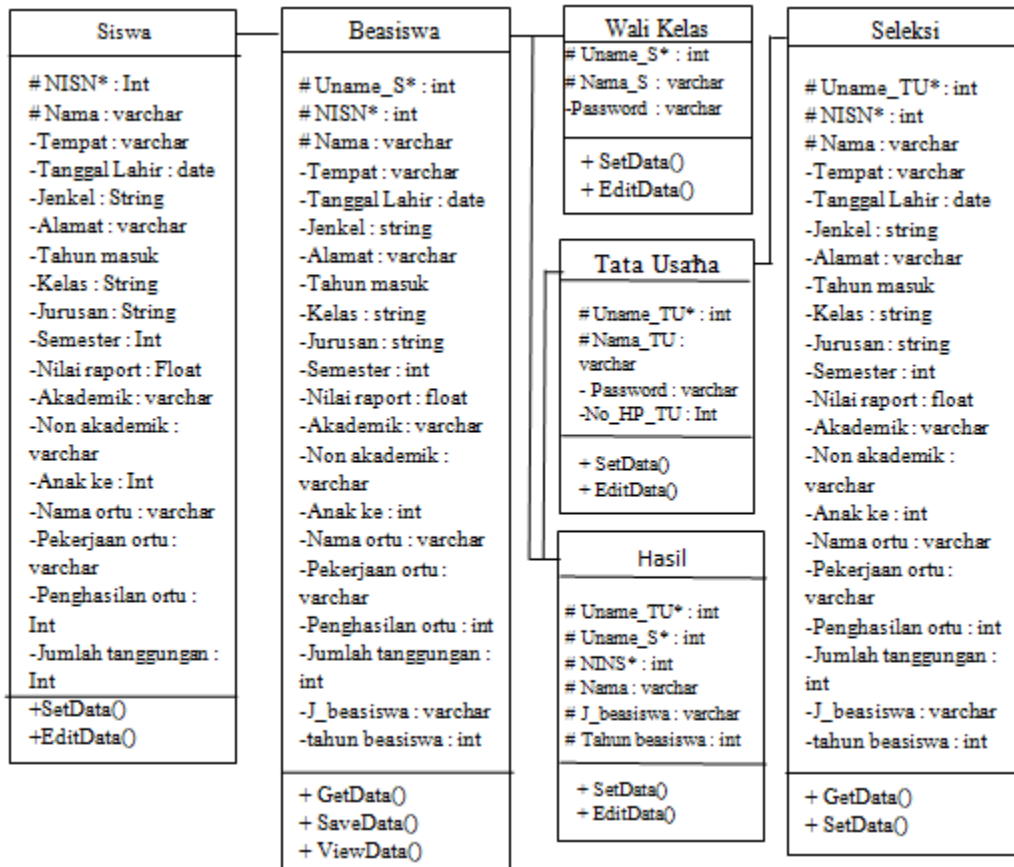 Siswa
# NISN* : Int
# Nama : varchar
-Tempat : varchar
-Tanggal Lahir : date
-Jenkel : String
-Alamat : varchar
-Tahun masuk
-Kelas : String
-Jurusan : String
-Semester : Int
-Nilai raport : Float
-Akademik : varchar
-Non akademik :
varchar
-Anak ke : Int
-Nama ortu : varchar
-Pekerjaan ortu :
varchar
-Penghasilan ortu :
Int
-Jumlah tanggungan :
Int
+SetData()
+EditData()
Beasiswa
# Uname_S* : int
# NISN* : int
# Nama : varchar
-Tempat : varchar
-Tanggal Lahir : date
-Jenkel : string
-Alamat : varchar
-Tahun masuk
-Kelas : string
-Jurusan : string
-Semester : int
-Nilai raport : float
-Akademik : varchar
-Non akademik :
varchar
-Anak ke : int
-Nama ortu : varchar
-Pekerjaan ortu :
varchar
-Penghasilan ortu : int
-Jumlah tanggungan :
int
-J_beasiswa : varchar
-tahun beasiswa : int
+ GetData()
+ SaveData()
+ ViewData()
Wali Kelas
# Uname_S* : int
# Nama_S : varchar
-Password : varchar
+ SetData()
+ EditData()
Tata Usaha
# Uname_TU* : int
# Nama_TU :
varchar
- Password : varchar
-No_HP_TU : Int
+ SetData()
+ EditData()
Hasil
# Uname_TU* : int
# Uname_S* : int
# NINS* : int
# Nama : varchar
# J_beasiswa : varchar
# Tahun beasiswa : int
+ SetData()
+ EditData()
Seleksi
# Uname_TU* : int
# NISN* : int
# Nama : varchar
-Tempat : varchar
-Tanggal Lahir : date
-Jenkel : string
-Alamat : varchar
-Tahun masuk
-Kelas : string
-Jurusan : string
-Semester : int
-Nilai raport : float
-Akademik : varchar
-Non akademik :
varchar
-Anak ke : int
-Nama ortu : varchar
-Pekerjaan ortu :
varchar
-Penghasilan ortu : int
-Jumlah tanggungan :
int
-J_beasiswa : varchar
-tahun beasiswa : int
+ GetData()
+ SetData()